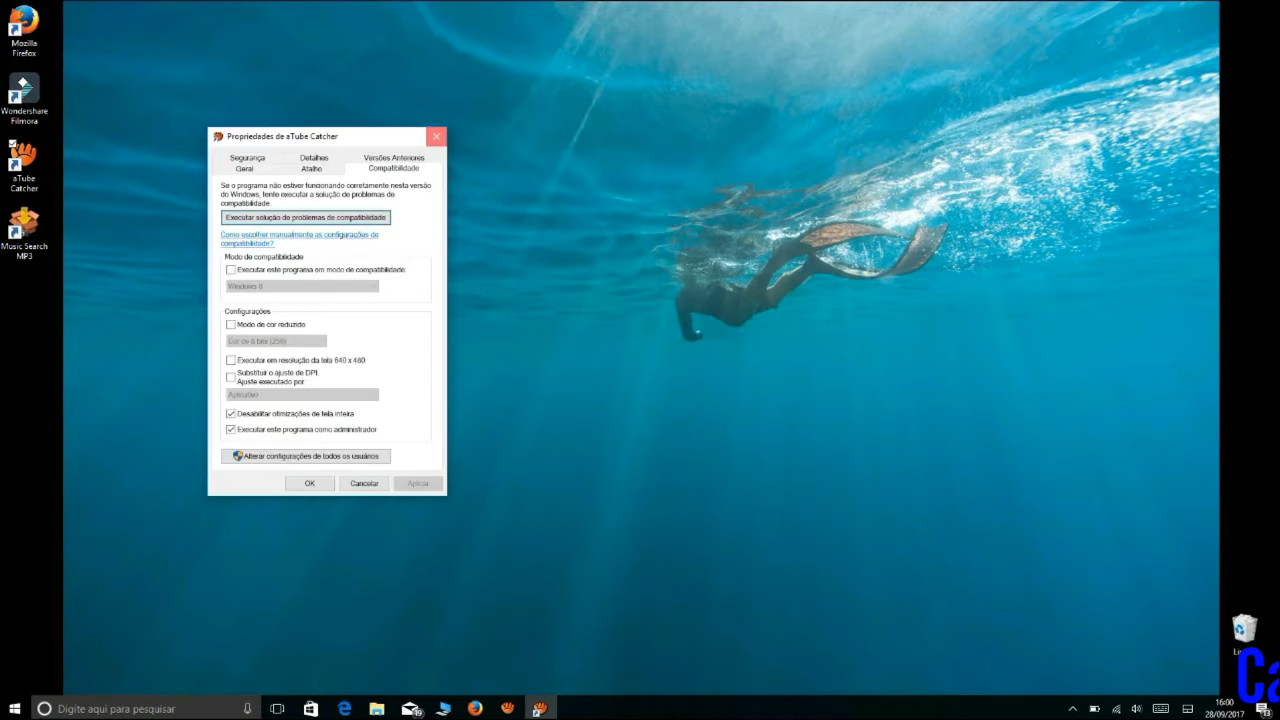 Mozilla
Firefox
Wondershare
Filmora
aTube
Catcher
Music Search
MP3
Propriedades de aTube Catcher
Segurança
Detalhes
Versões Anteriores
Geral
Atalho
Compatibilidade
Se o programa não estiver funcionando corretamente nesta versão
do Windows, tente executar a solução de problemas de
compatibilidade.
Executar solução de problemas de compatibilidade
Como escolher manualmente as configurações de
compatibilidade?
Modo de compatibilidade
Executar este programa em modo de compatibilidade
Windows 8
Configurações
Modo de cor reduzido
Cor de 8 bits (256)
Executar em resolução da tela 640 x 480
Substituir o ajuste de DPI.
Ajuste executado por
Aplicativo
Desabilitar otimizações de tela inteira
Executar este programa como administrador
Alterar configurações de todos os usuários
OK
Cancelar
Aplicar
Ca
Digite aqui para pesquisar
19
16:00
28/09/2017
13